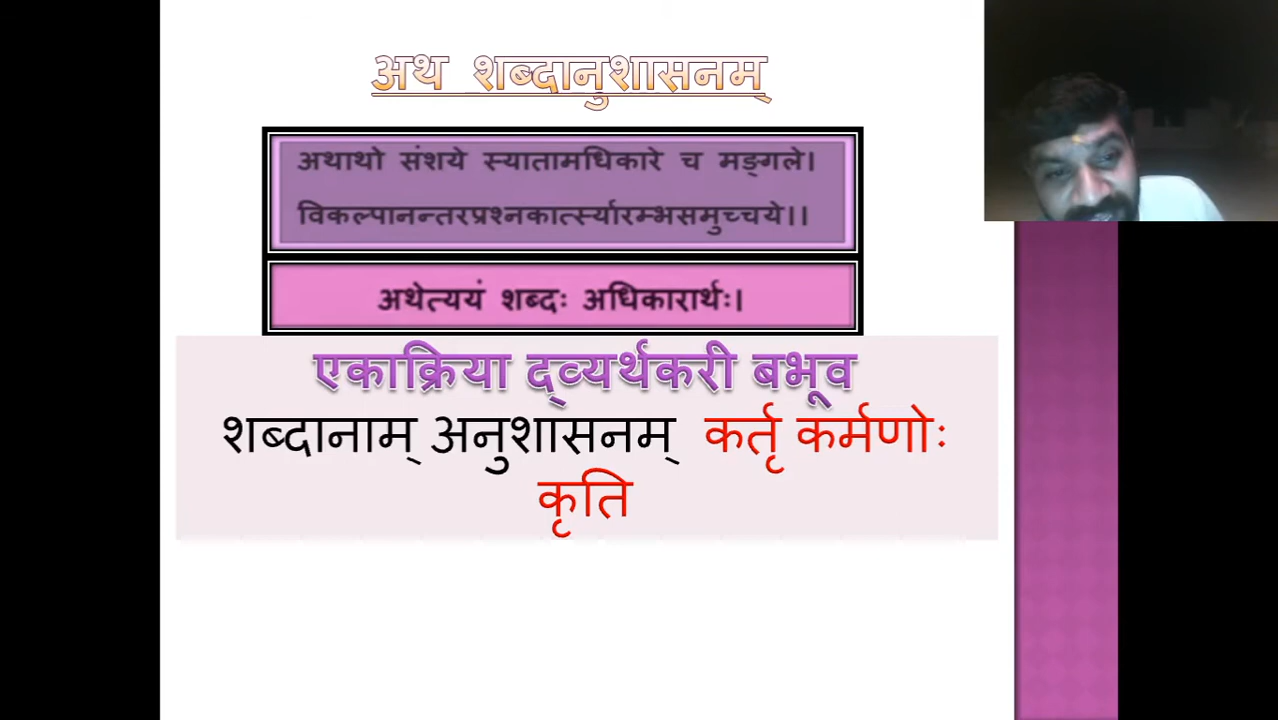 अथ शब्दानुशासनम्
अथाथो संशये स्यातामधिकारे च मङ्गले।
विकल्पानन्तरप्रश्नकार्त्स्न्यारम्भसमुच्चये।।
अथेत्ययं शब्दः अधिकारार्थः।
एकाक्रिया द्व्यर्थकरी बभूव
शब्दानाम् अनुशासनम् कर्तृ कर्मणोः
कृति